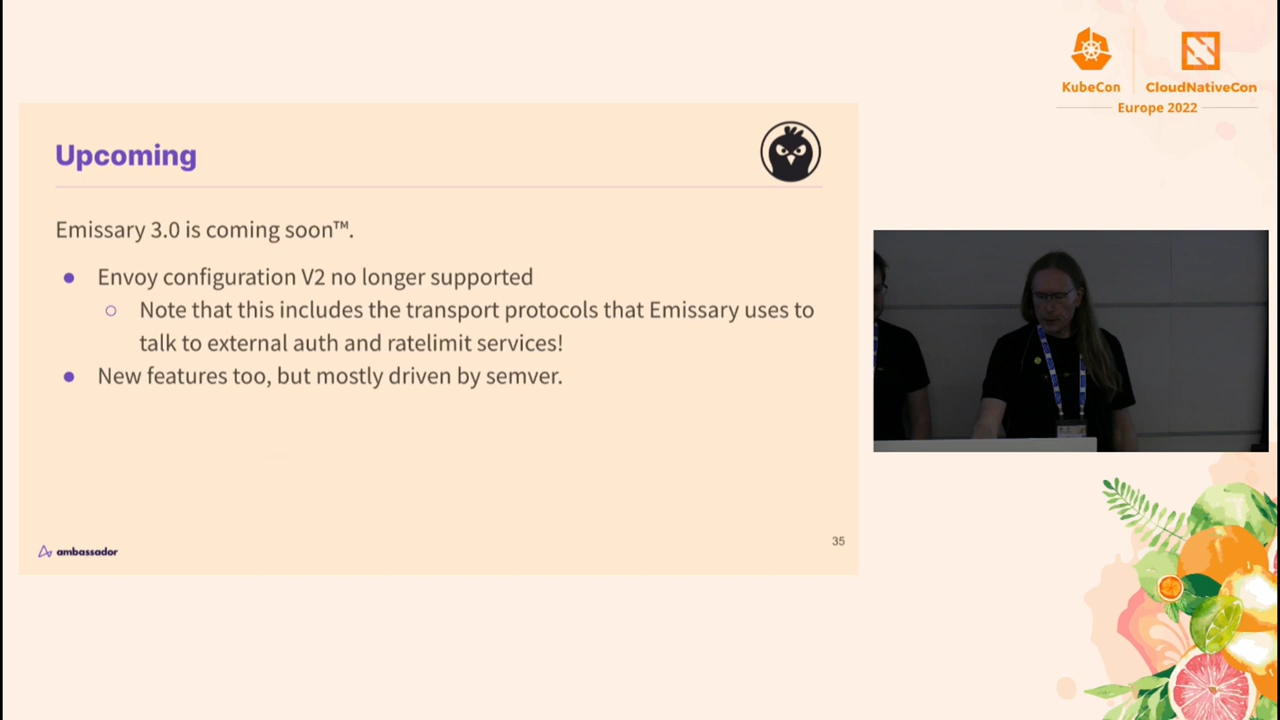 KubeCon
CloudNativeCon
Europe 2022
Upcoming
Emissary 3.0 is coming soon™.
● Envoy configuration V2 no longer supported
○ Note that this includes the transport protocols that Emissary uses to
talk to external auth and ratelimit services!
● New features too, but mostly driven by semver.
ambassador
35